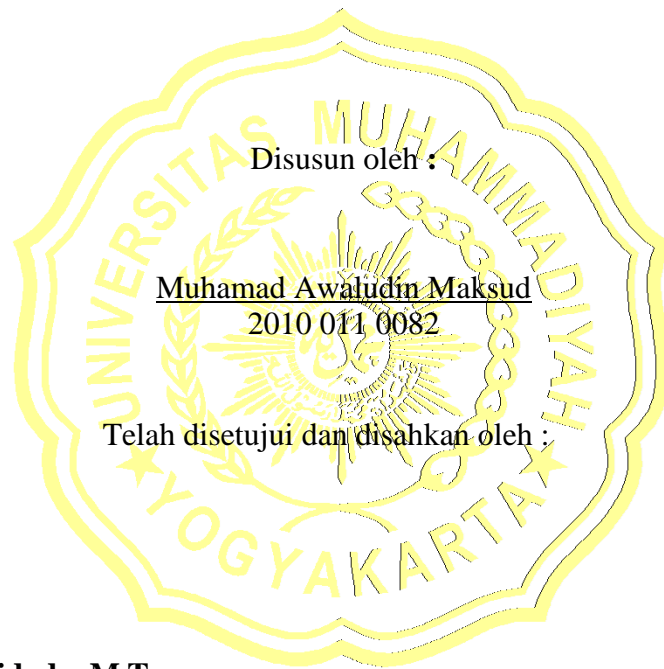 UNIVERSITAS MUHAMMADIYAH
YOGYAKARTA
Disusun oleh :
Muhamad Awaludin Maksud
2010 011 0082
Telah disetujui dan disahkan oleh :
M.T